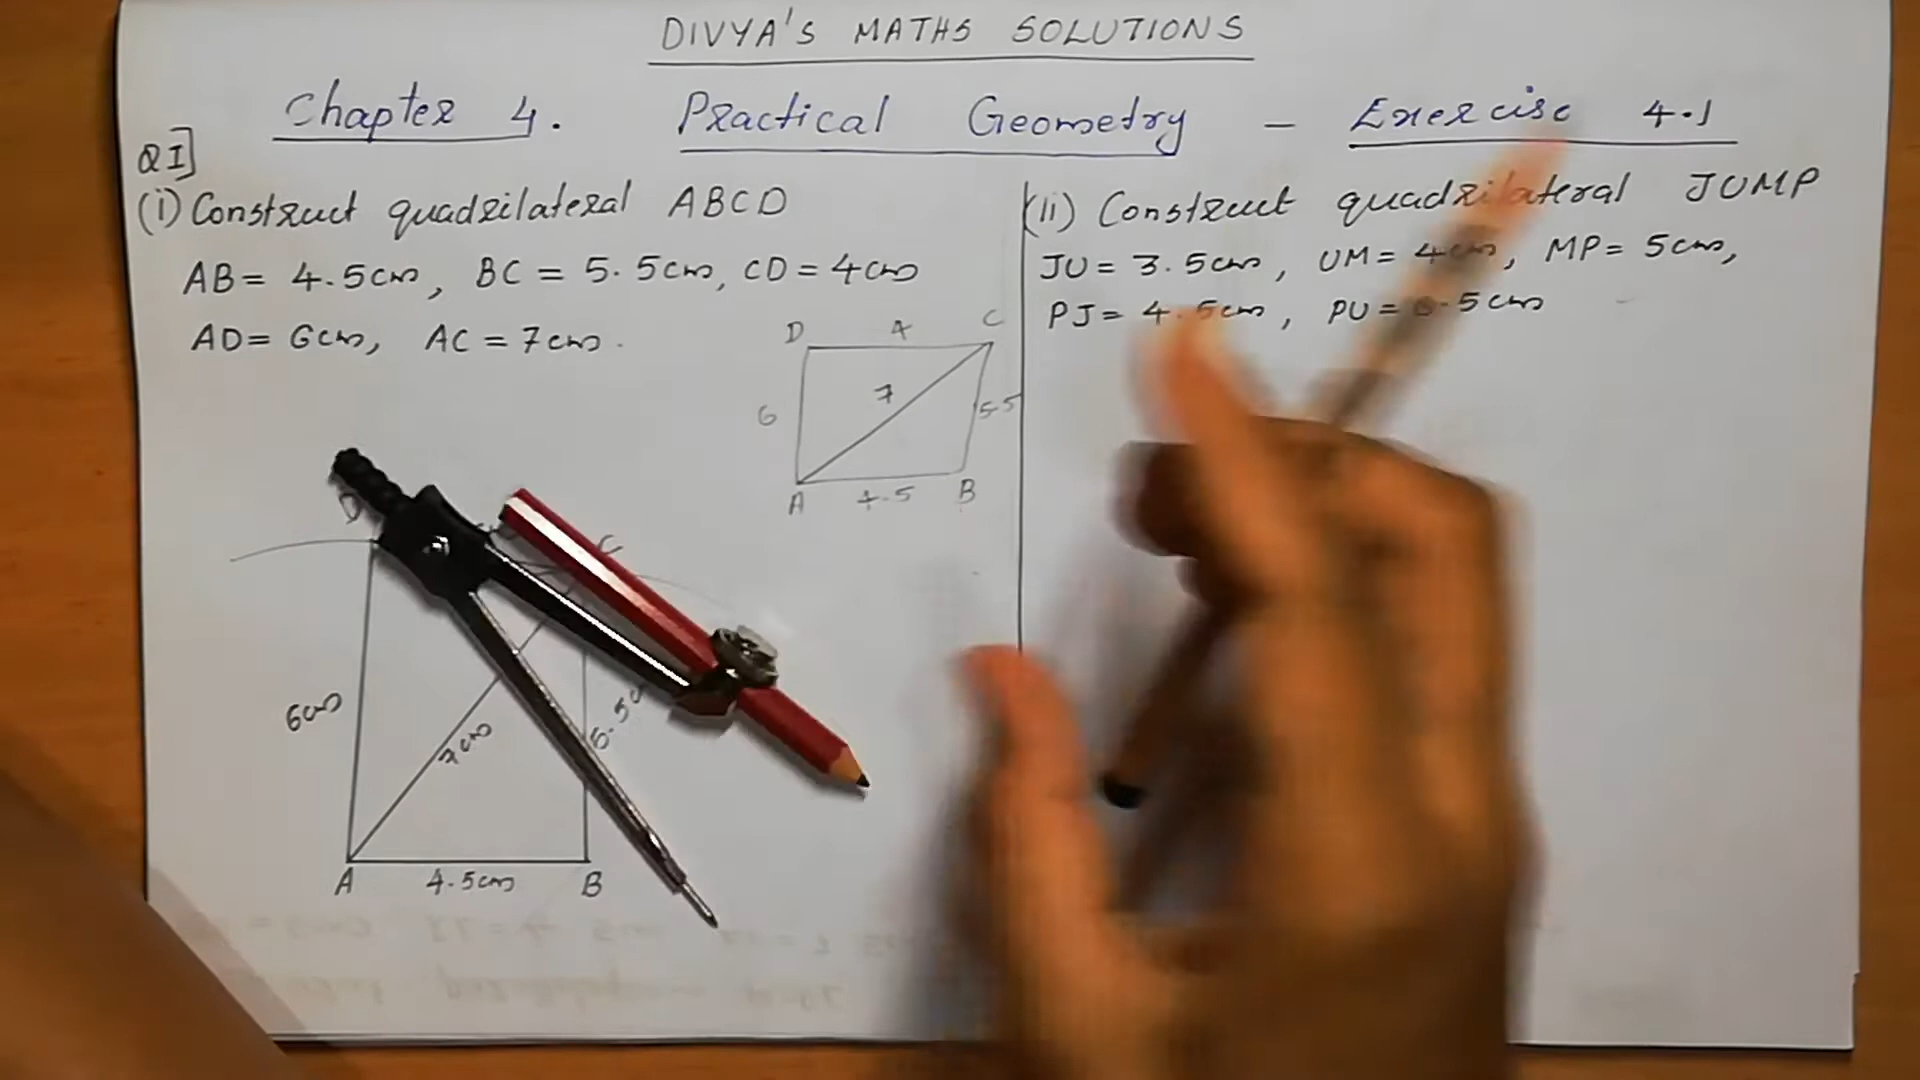 DIVYA'S MATHS SOLUTIONS
Chapter 4. Practical Geometry - Exercise 4.1
QI]
(i) Construct quadrilateral ABCD
AB = 4.5cm, BC = 5.5cm, CD = 4cm
AD = 6cm, AC = 7cm.
D 4 C
7
6 5.5
A 4.5 B
D C
6cm
7cm
A 4.5cm B
(ii) Construct quadrilateral JUMP
JU = 3.5cm, UM = 4cm, MP = 5cm,
PJ = 4.5cm, PU = 6.5cm